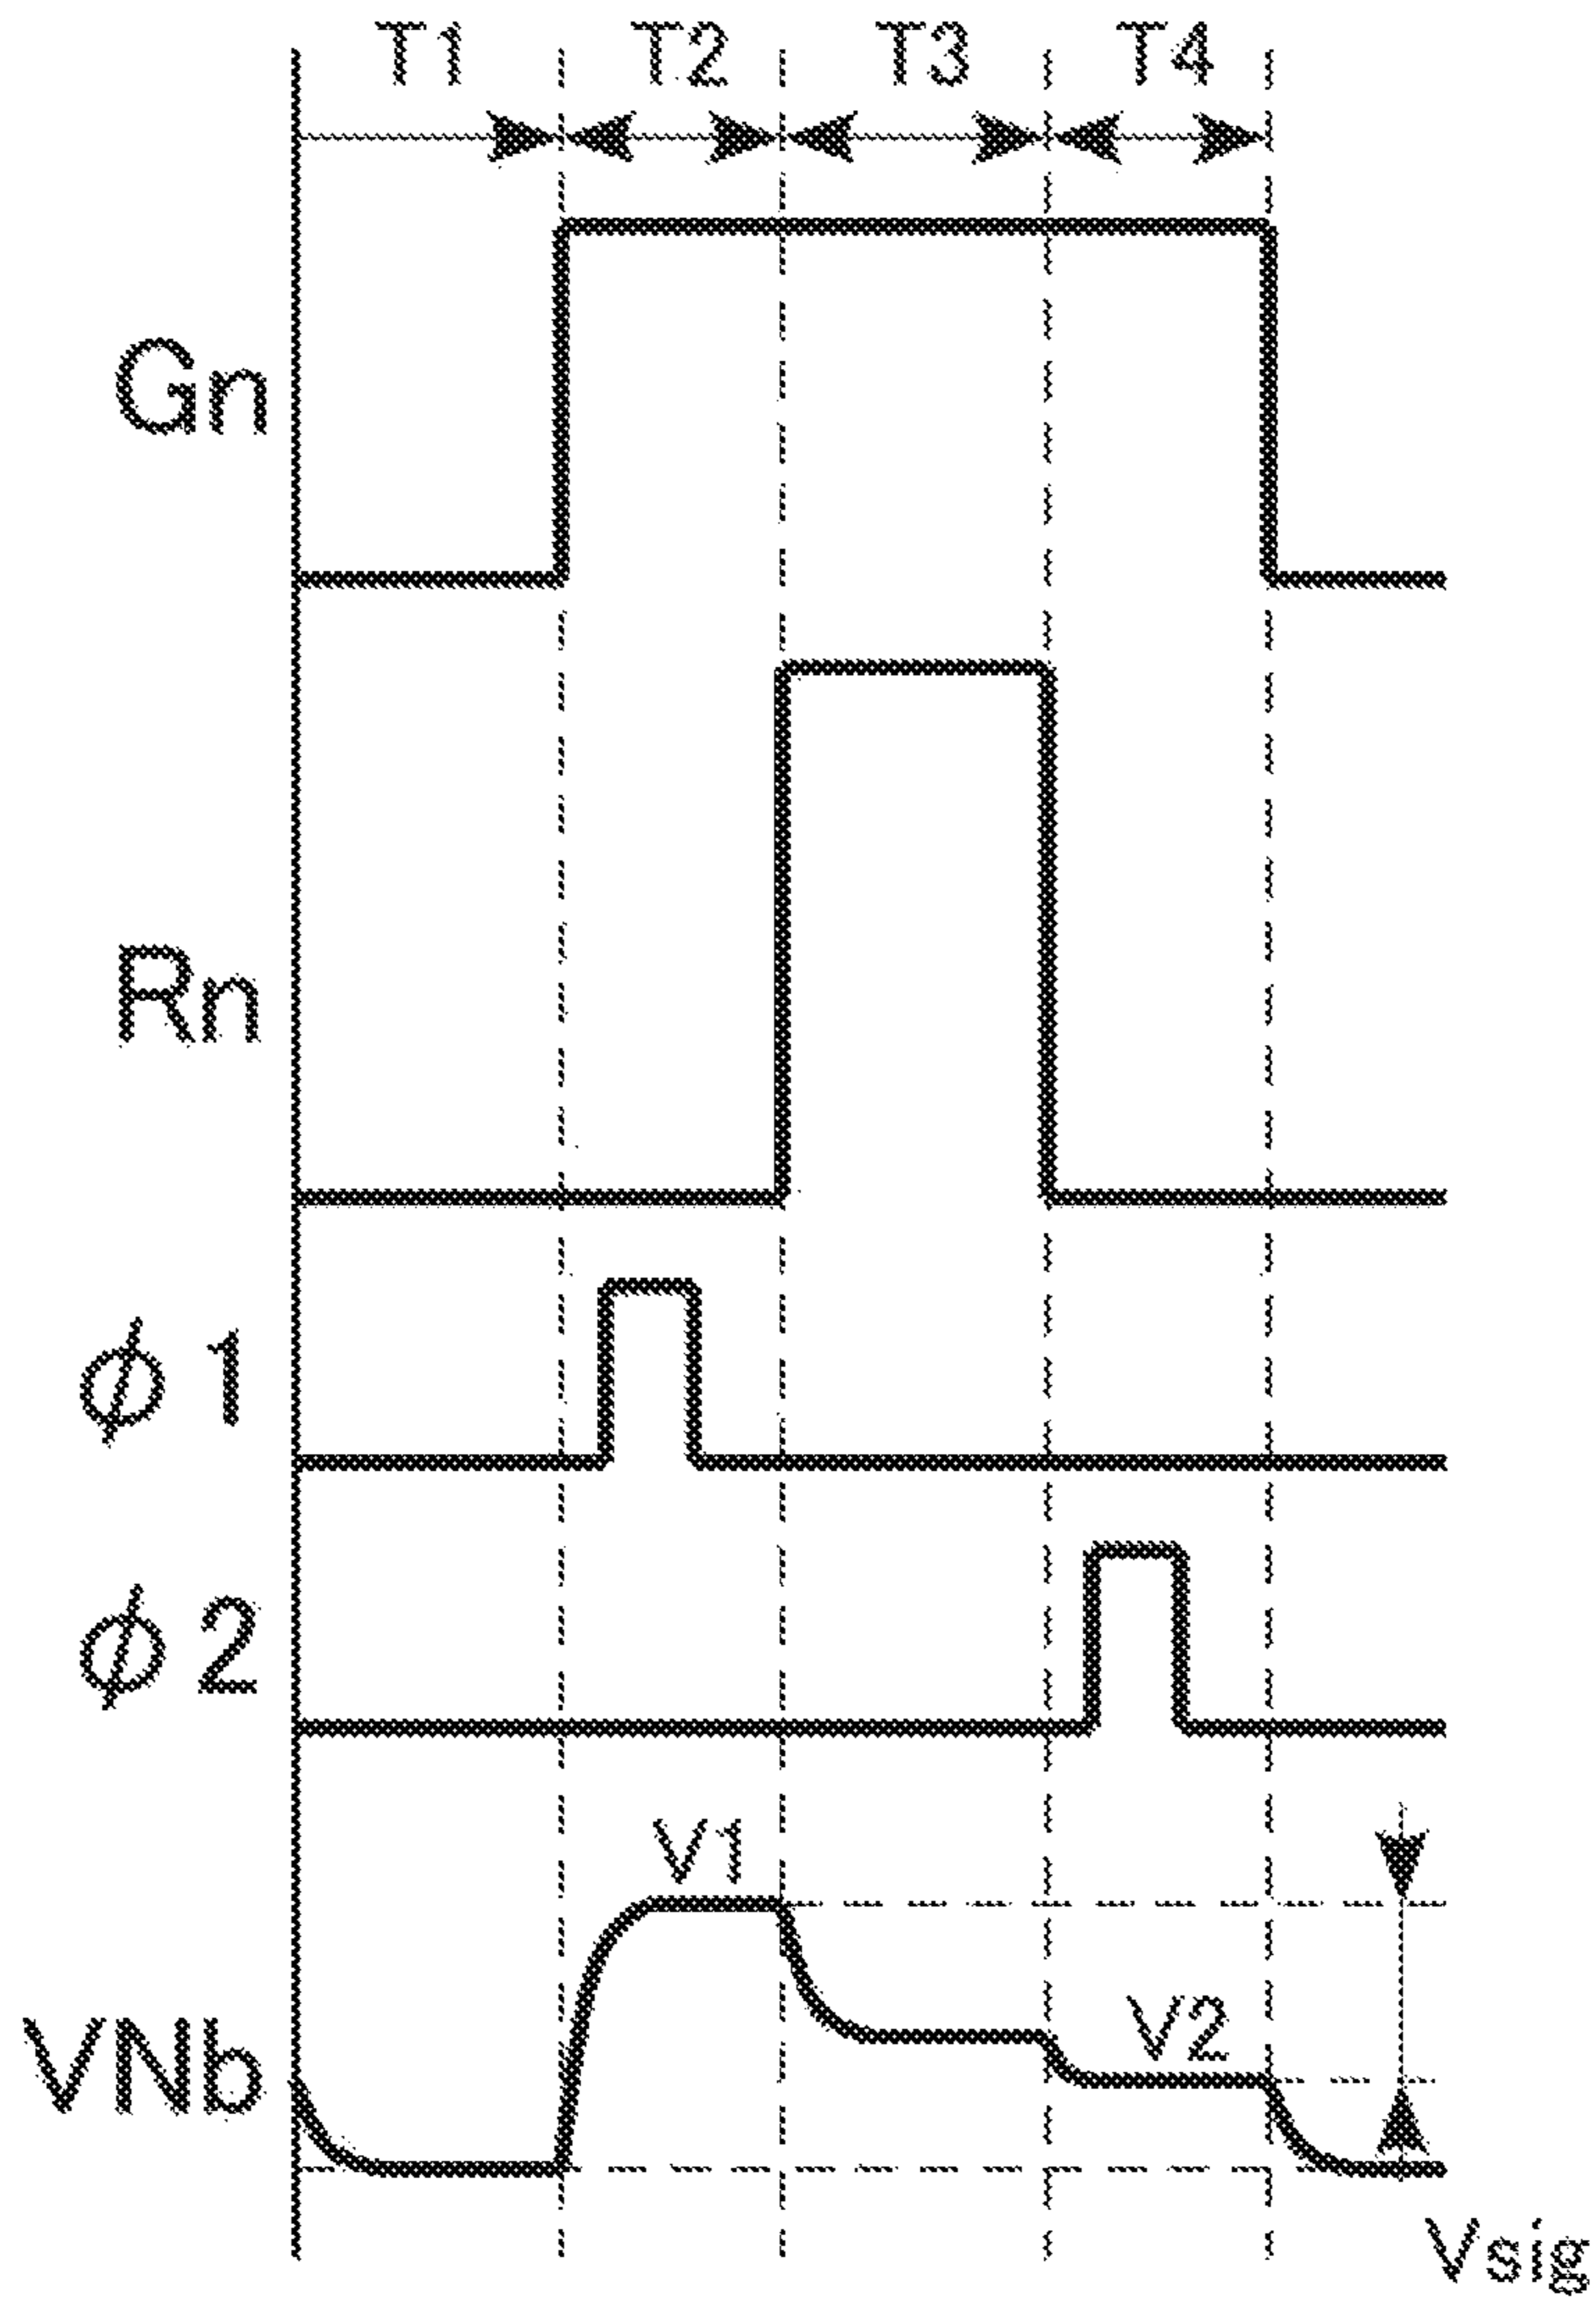 T1 T2 T3 T4
Gn
Rn
ϕ1
ϕ2
V1
V2
VNb
Vsig